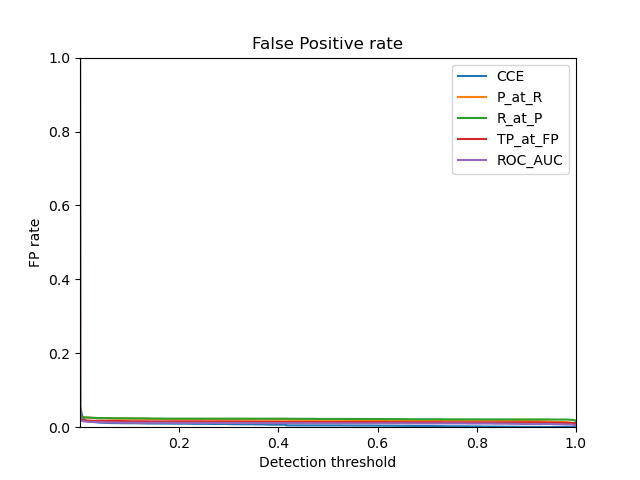 False Positive rate
1.0
0.8
0.6
0.4
0.2
0.0
FP rate
CCE
P_at_R
R_at_P
TP_at_FP
ROC_AUC
0.2 0.4 0.6 0.8 1.0
Detection threshold